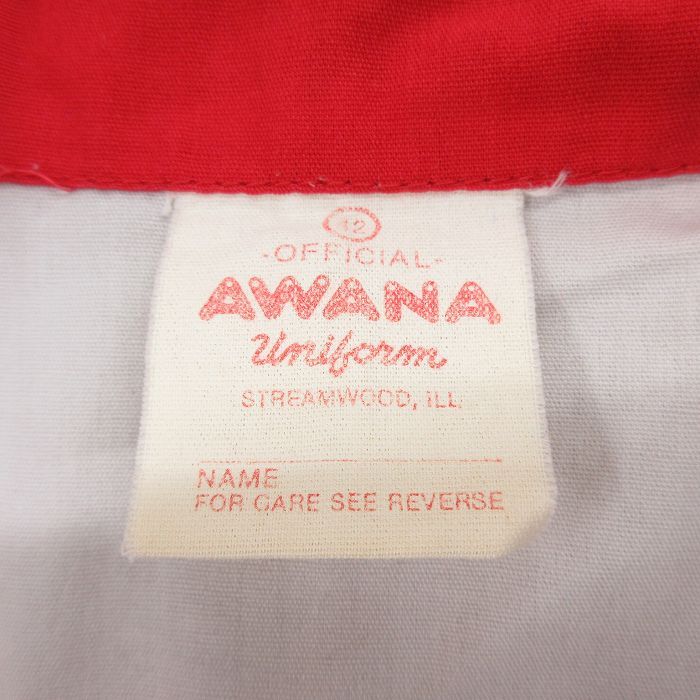 12
-OFFICIAL-
AWANA
Uniform
STREAMWOOD, ILL.
NAME
FOR CARE SEE REVERSE